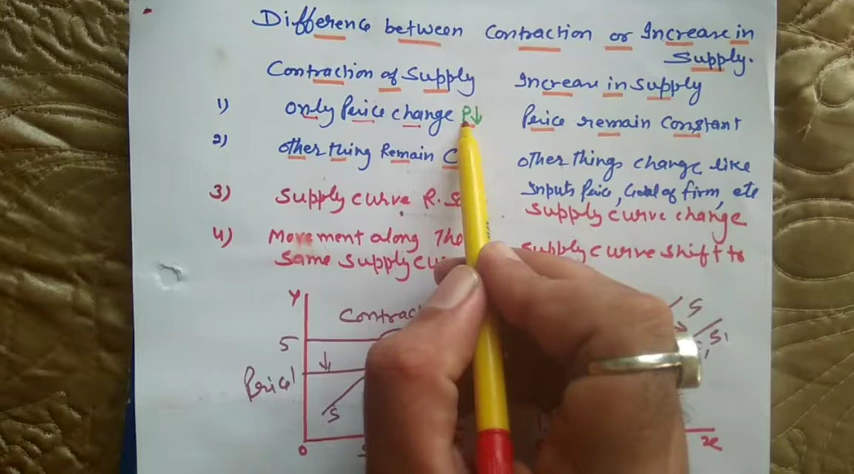 Difference between Contraction or Increase in
Supply.
Contraction of Supply Increase in Supply
1) only Price change P↓ Price remain Constant
2) other thing Remain C other things change like
Inputs Price, Goal of firm, etc
3) Supply curve R. S supply curve change
4) Movement along The supply curve shift to
same supply cu
Y
Contrac
5
Price
S
0
S
S1
x